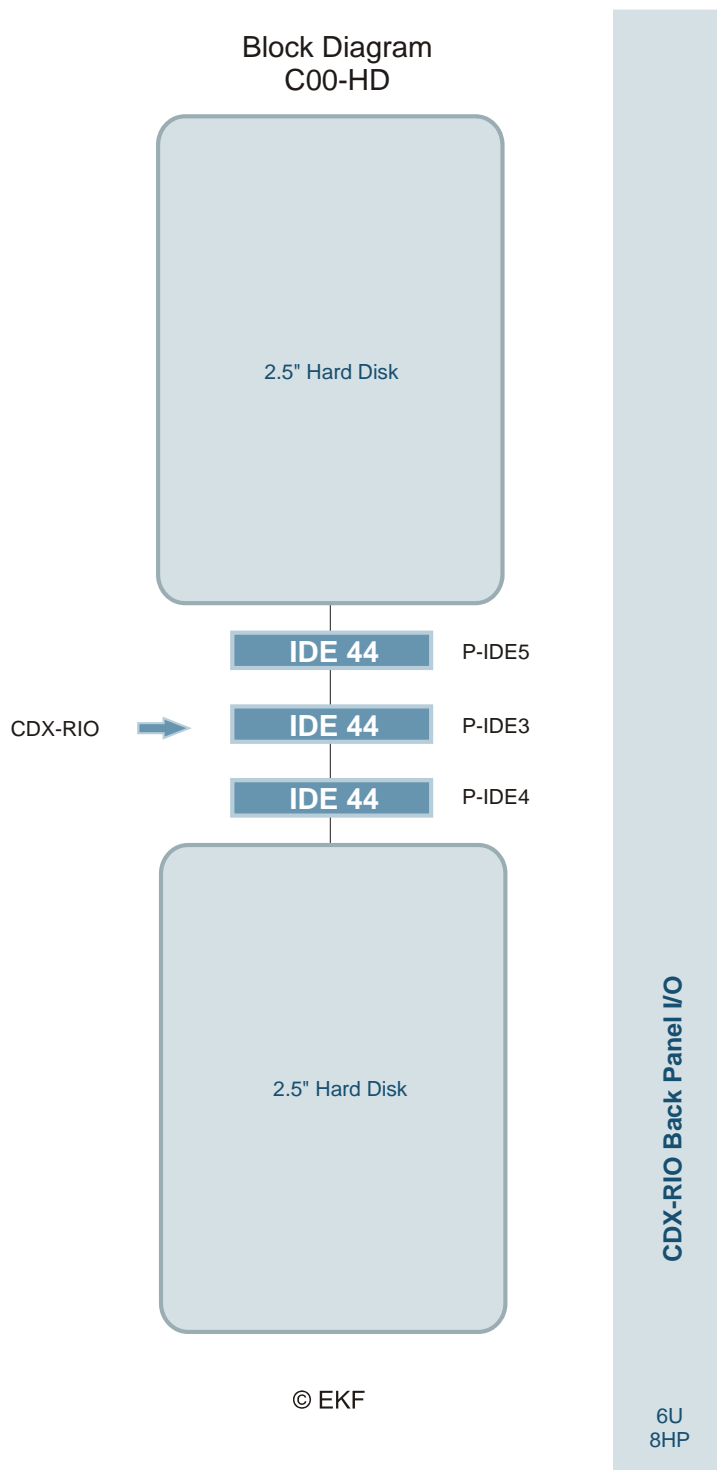 Block Diagram
C00-HD
2.5" Hard Disk
IDE 44
P-IDE5
CDX-RIO
IDE 44
P-IDE3
IDE 44
P-IDE4
2.5" Hard Disk
CDX-RIO Back Panel I/O
© EKF
6U
8HP